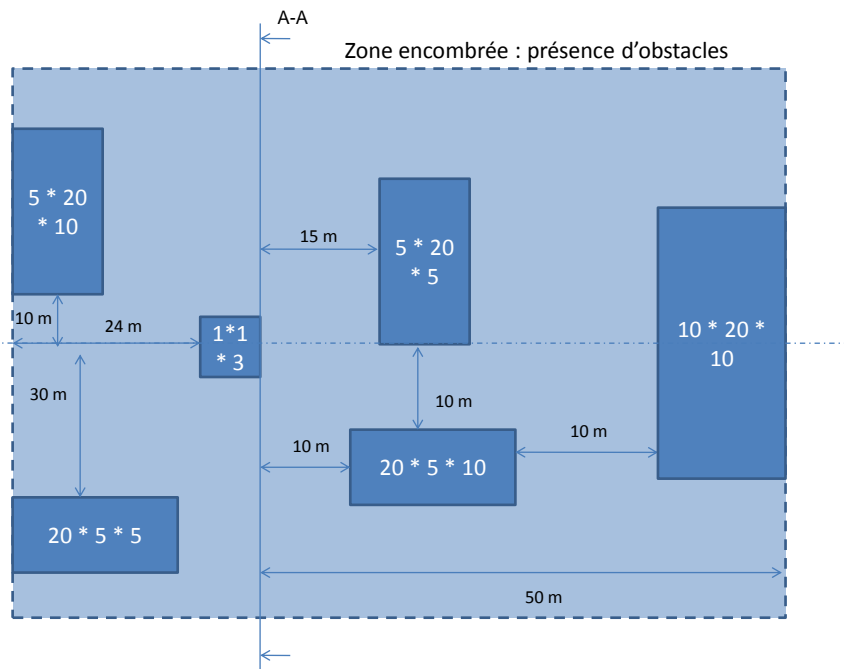 A-A
Zone encombrée : présence d'obstacles
5 * 20
* 10
15 m
5 * 20
* 5
10 m
24 m
1*1
* 3
10 * 20 *
10
30 m
10 m
10 m
10 m
20 * 5 * 10
20 * 5 * 5
50 m